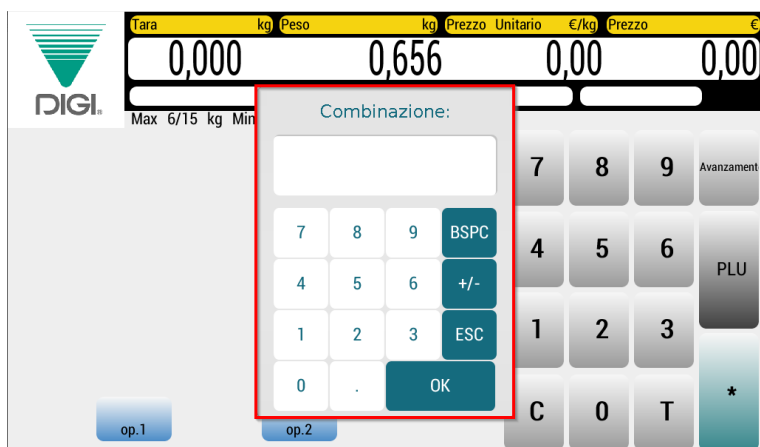 Tara kg Peso kg Prezzo Unitario €/kg Prezzo €
0,000 0,656 0,00 0,00
DIGI®
Max 6/15 kg Min
Combinazione:
7 8 9 BSPC
4 5 6 +/-
1 2 3 ESC
0 . OK
7 8 9 Avanzament
4 5 6 PLU
1 2 3
C 0 T *
op.1 op.2